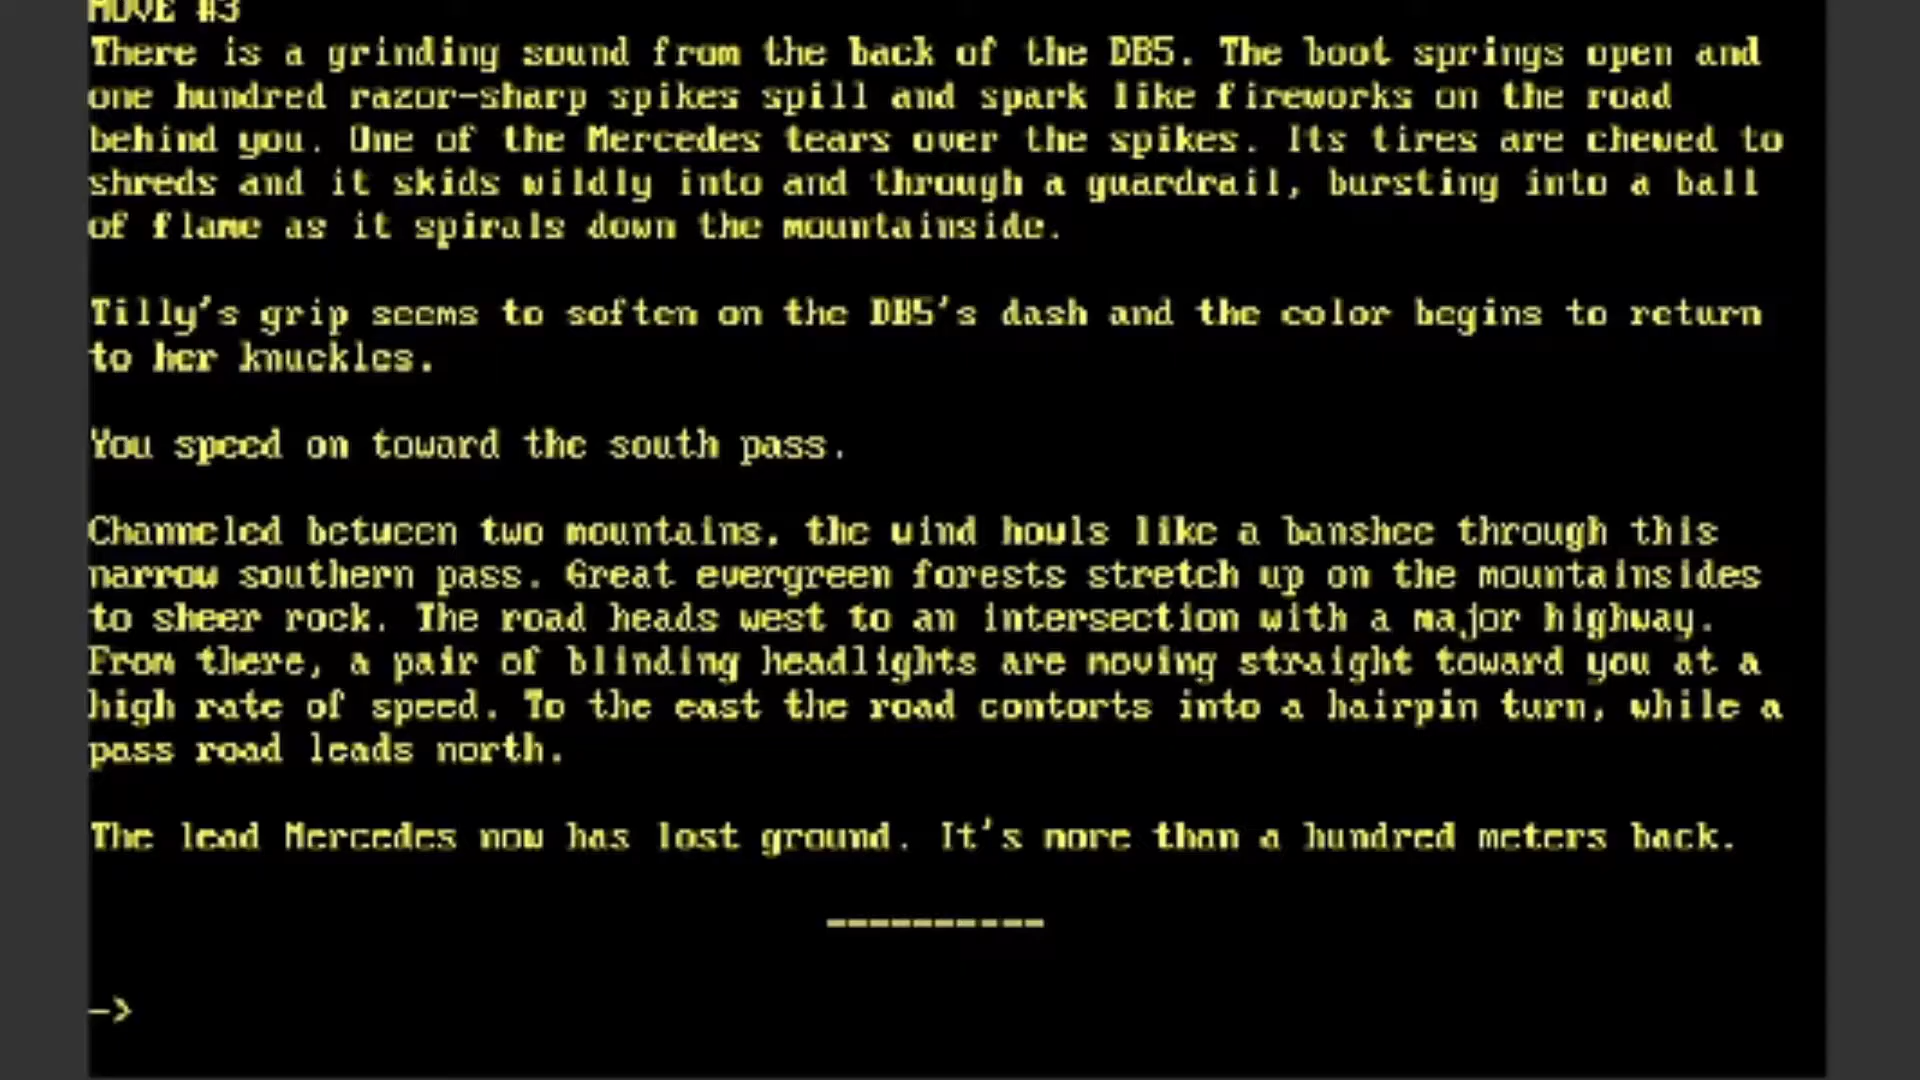 MOVE #3
There is a grinding sound from the back of the DB5. The boot springs open and
one hundred razor-sharp spikes spill and spark like fireworks on the road
behind you. One of the Mercedes tears over the spikes. Its tires are chewed to
shreds and it skids wildly into and through a guardrail, bursting into a ball
of flame as it spirals down the mountainside.
Tilly's grip seems to soften on the DB5's dash and the color begins to return
to her knuckles.
You speed on toward the south pass.
Channeled between two mountains, the wind howls like a banshee through this
narrow southern pass. Great evergreen forests stretch up on the mountainsides
to sheer rock. The road heads west to an intersection with a major highway.
From there, a pair of blinding headlights are moving straight toward you at a
high rate of speed. To the east the road contorts into a hairpin turn, while a
pass road leads north.
The lead Mercedes now has lost ground. It's more than a hundred meters back.
----------
->